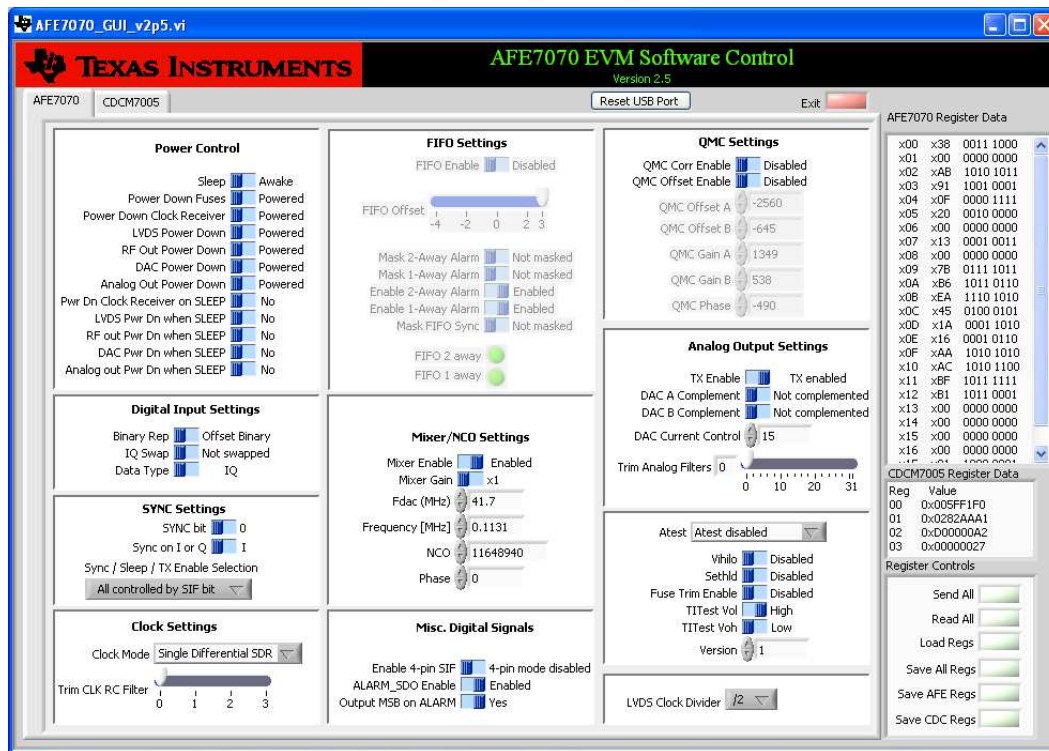 AFE7070_GUI_v2p5.vi
TEXAS INSTRUMENTS
AFE7070 EVM Software Control
Version 2.5
AFE7070
CDCM7005
Reset USB Port
Exit
Power Control
Sleep Awake
Power Down Fuses Powered
Power Down Clock Receiver Powered
LVDS Power Down Powered
RF Out Power Down Powered
DAC Power Down Powered
Analog Out Power Down Powered
Pwr Dn Clock Receiver on SLEEP No
LVDS Pwr Dn when SLEEP No
RF out Pwr Dn when SLEEP No
DAC Pwr Dn when SLEEP No
Analog out Pwr Dn when SLEEP No
Digital Input Settings
Binary Rep Offset Binary
IQ Swap Not swapped
Data Type IQ
SYNC Settings
SYNC bit 0
Sync on I or Q I
Sync / Sleep / TX Enable Selection
All controlled by SIF bit
Clock Settings
Clock Mode Single Differential SDR
Trim CLK RC Filter
0 1 2 3
FIFO Settings
FIFO Enable Disabled
FIFO Offset
-4 -2 0 2 3
Mask 2-Away Alarm Not masked
Mask 1-Away Alarm Not masked
Enable 2-Away Alarm Enabled
Enable 1-Away Alarm Enabled
Mask FIFO Sync Not masked
FIFO 2 away
FIFO 1 away
Mixer/NCO Settings
Mixer Enable Enabled
Mixer Gain x1
Fdac (MHz) 41.7
Frequency [MHz] 0.1131
NCO 11648940
Phase 0
Misc. Digital Signals
Enable 4-pin SIF 4-pin mode disabled
ALARM_SDO Enable Enabled
Output MSB on ALARM Yes
QMC Settings
QMC Corr Enable Disabled
QMC Offset Enable Disabled
QMC Offset A -2560
QMC Offset B -645
QMC Gain A 1349
QMC Gain B 538
QMC Phase -490
Analog Output Settings
TX Enable TX enabled
DAC A Complement Not complemented
DAC B Complement Not complemented
DAC Current Control 15
Trim Analog Filters 0
0 10 20 31
Atest Atest disabled
Vihilo Disabled
Sethld Disabled
Fuse Trim Enable Disabled
TITest Vol High
TITest Voh Low
Version 1
LVDS Clock Divider /2
AFE7070 Register Data
x00 x38 0011 1000
x01 x00 0000 0000
x02 xAB 1010 1011
x03 x91 1001 0001
x04 x0F 0000 1111
x05 x20 0010 0000
x06 x00 0000 0000
x07 x13 0001 0011
x08 x00 0000 0000
x09 x7B 0111 1011
x0A xB6 1011 0110
x0B xEA 1110 1010
x0C x45 0100 0101
x0D x1A 0001 1010
x0E x16 0001 0110
x0F xAA 1010 1010
x10 xAC 1010 1100
x11 xBF 1011 1111
x12 xB1 1011 0001
x13 x00 0000 0000
x14 x00 0000 0000
x15 x00 0000 0000
x16 x00 0000 0000
CDCM7005 Register Data
Reg Value
00 0x005FF1F0
01 0x0282AAA1
02 0xD00000A2
03 0x00000027
Register Controls
Send All
Read All
Load Regs
Save All Regs
Save AFE Regs
Save CDC Regs